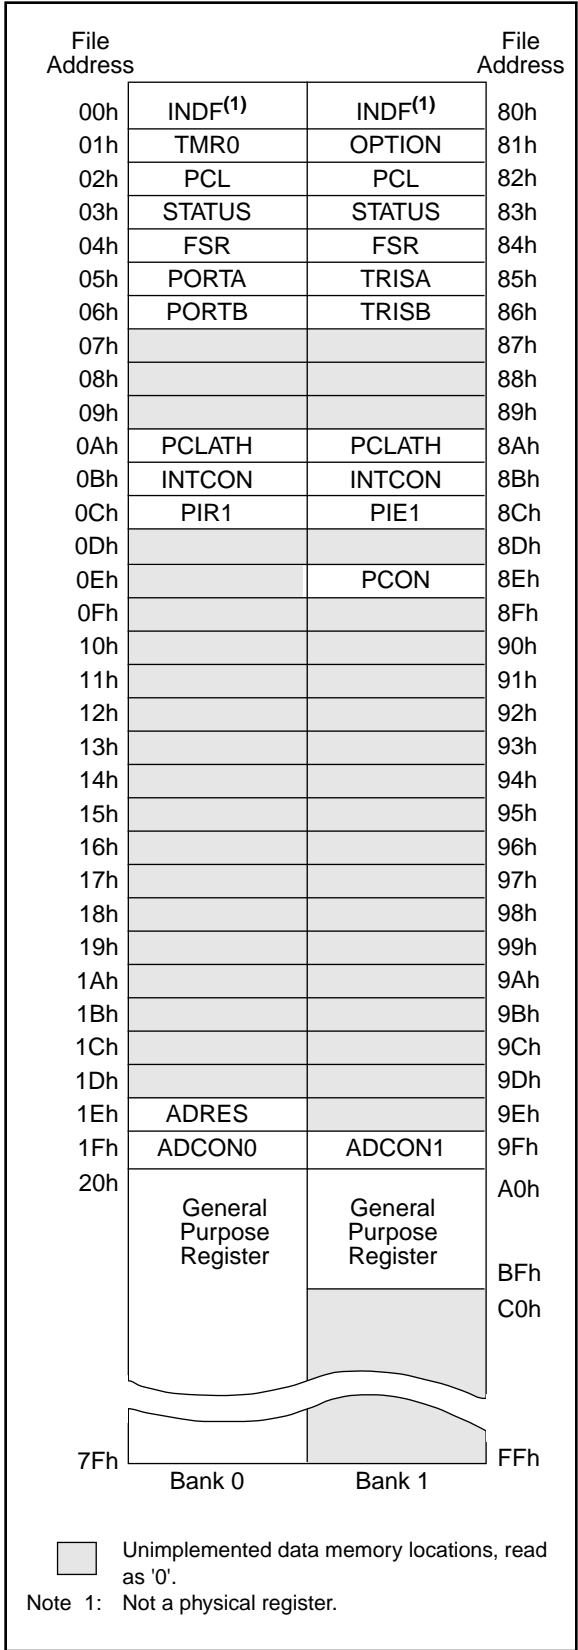 File Address File Address
00h INDF(1) INDF(1) 80h
01h TMR0 OPTION 81h
02h PCL PCL 82h
03h STATUS STATUS 83h
04h FSR FSR 84h
05h PORTA TRISA 85h
06h PORTB TRISB 86h
07h 87h
08h 88h
09h 89h
0Ah PCLATH PCLATH 8Ah
0Bh INTCON INTCON 8Bh
0Ch PIR1 PIE1 8Ch
0Dh 8Dh
0Eh PCON 8Eh
0Fh 8Fh
10h 90h
11h 91h
12h 92h
13h 93h
14h 94h
15h 95h
16h 96h
17h 97h
18h 98h
19h 99h
1Ah 9Ah
1Bh 9Bh
1Ch 9Ch
1Dh 9Dh
1Eh ADRES 9Eh
1Fh ADCON0 ADCON1 9Fh
20h A0h
General General
Purpose Purpose
Register Register
BFh
C0h
7Fh FFh
Bank 0 Bank 1
Unimplemented data memory locations, read
as '0'.
Note 1: Not a physical register.